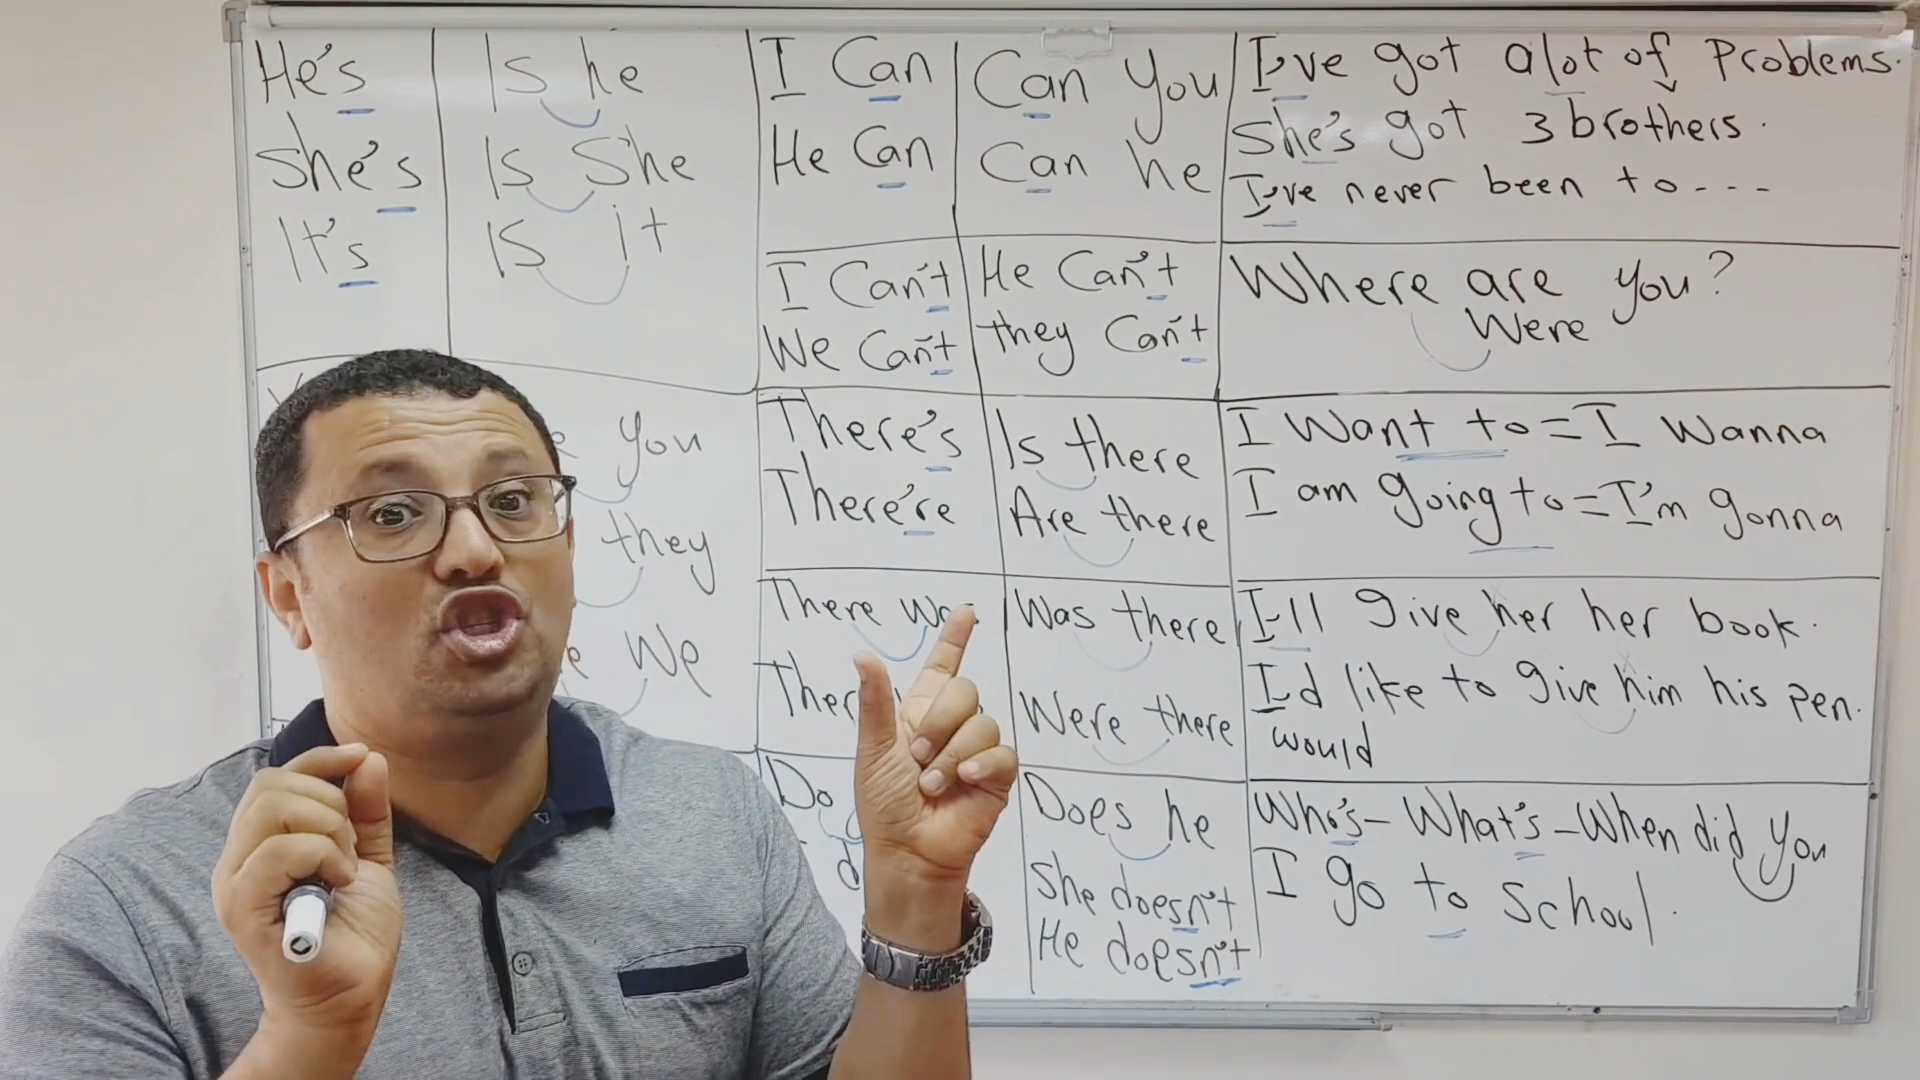 He's
She's
It's
Is he
Is She
Is it
I Can
He Can
Can You
Can he
I've got alot of Problems.
She's got 3 brothers.
I've never been to ---
I Can't
We Can't
He Can't
they Can't
Where are you?
Were
you
they
We
There's
There're
Is there
Are there
I Want to = I Wanna
I am going to = I'm gonna
There
Was there
Were there
I'll give her her book.
I'd like to give him his pen.
would
Do
Does he
She doesn't
He doesn't
Who's - What's - When did you
I go to School.